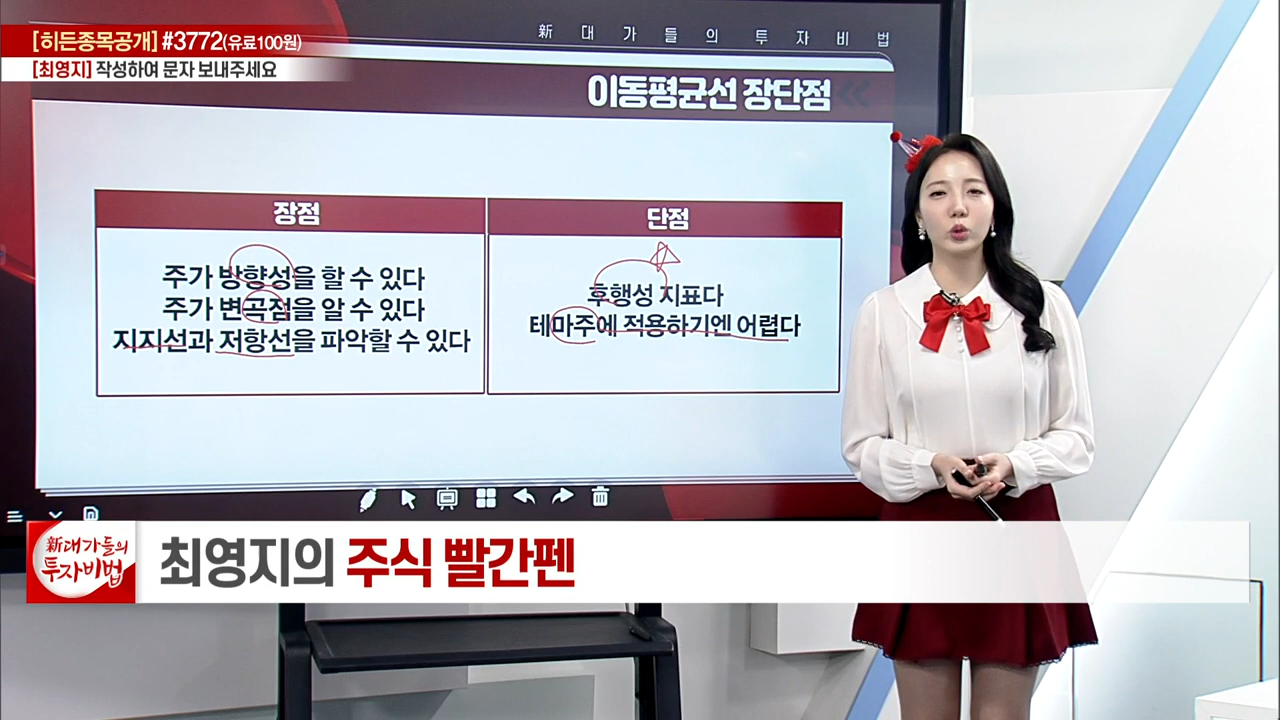 [히든종목공개] #3772(유료100원)
[최영지] 작성하여 문자 보내주세요
新 대 가 들 의 투 자 비 법
이동평균선 장단점
장점
주가 방향성을 할 수 있다
주가 변곡점을 알 수 있다
지지선과 저항선을 파악할 수 있다
단점
후행성 지표다
테마주에 적용하기엔 어렵다
新대가들의
투자비법
최영지의 주식 빨간펜